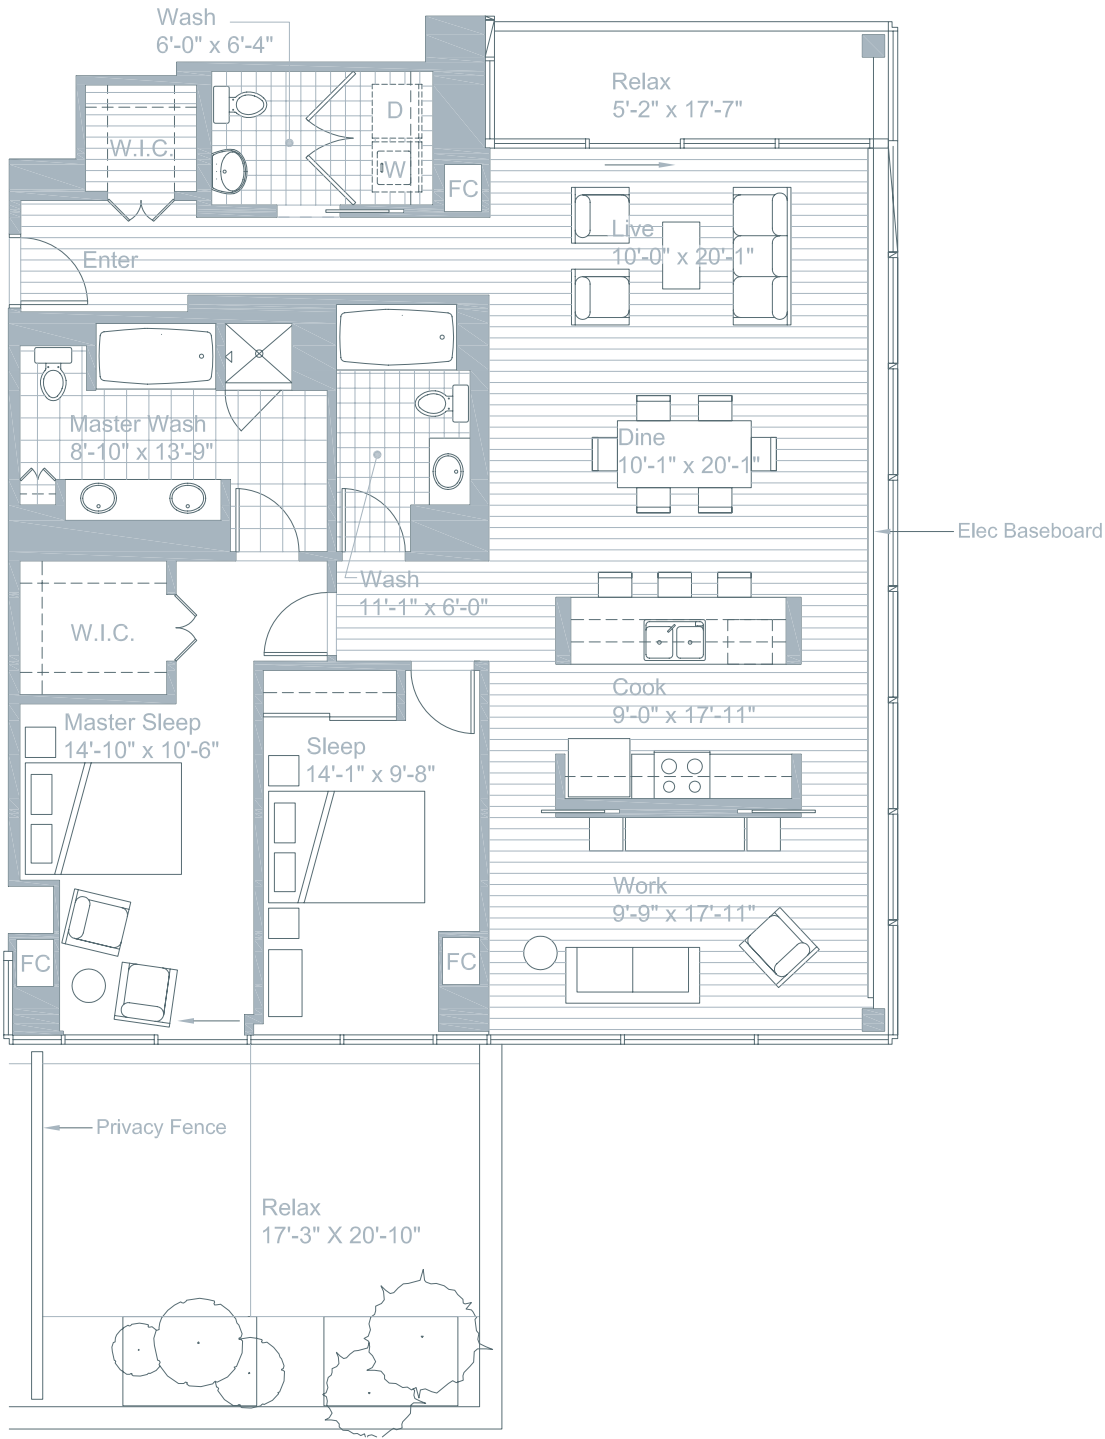 Wash
6'-0" x 6'-4"
Relax
5'-2" x 17'-7"
D
W.I.C.
W
FC
Live
10'-0" x 20'-1"
Enter
Master Wash
8'-10" x 13'-9"
Dine
10'-1" x 20'-1"
Elec Baseboard
Wash
11'-1" x 6'-0"
W.I.C.
Cook
9'-0" x 17'-11"
Master Sleep
14'-10" x 10'-6"
Sleep
14'-1" x 9'-8"
Work
9'-9" x 17'-11"
FC
FC
Privacy Fence
Relax
17'-3" X 20'-10"